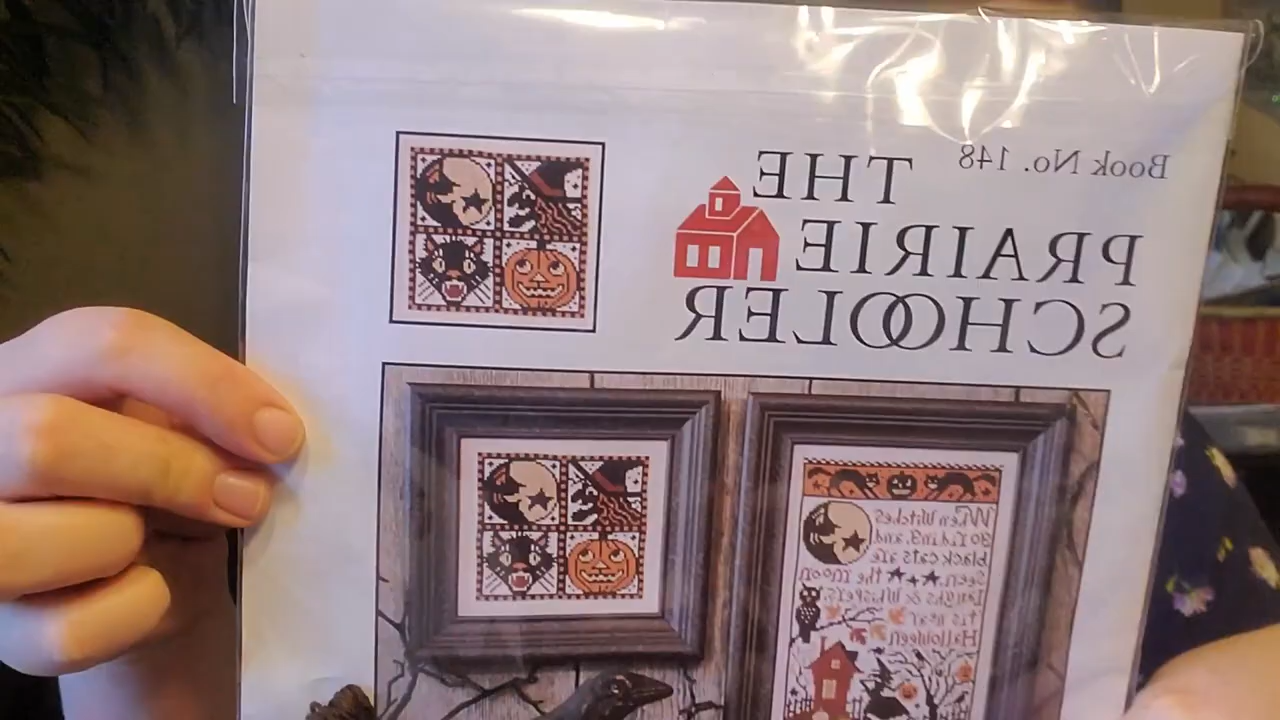 Book No. 148
THE
PRAIRIE
SCHOOLER
When Witches
go riding, and
black cats are
Seen, the moon
laughs & whispers,
'tis near
Halloween